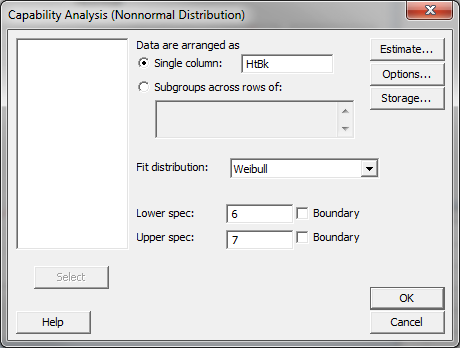 Capability Analysis (Nonnormal Distribution)
Data are arranged as
Single column: HtBk
Subgroups across rows of:
Estimate...
Options...
Storage...
Fit distribution: Weibull
Lower spec: 6 Boundary
Upper spec: 7 Boundary
Select
Help
OK
Cancel